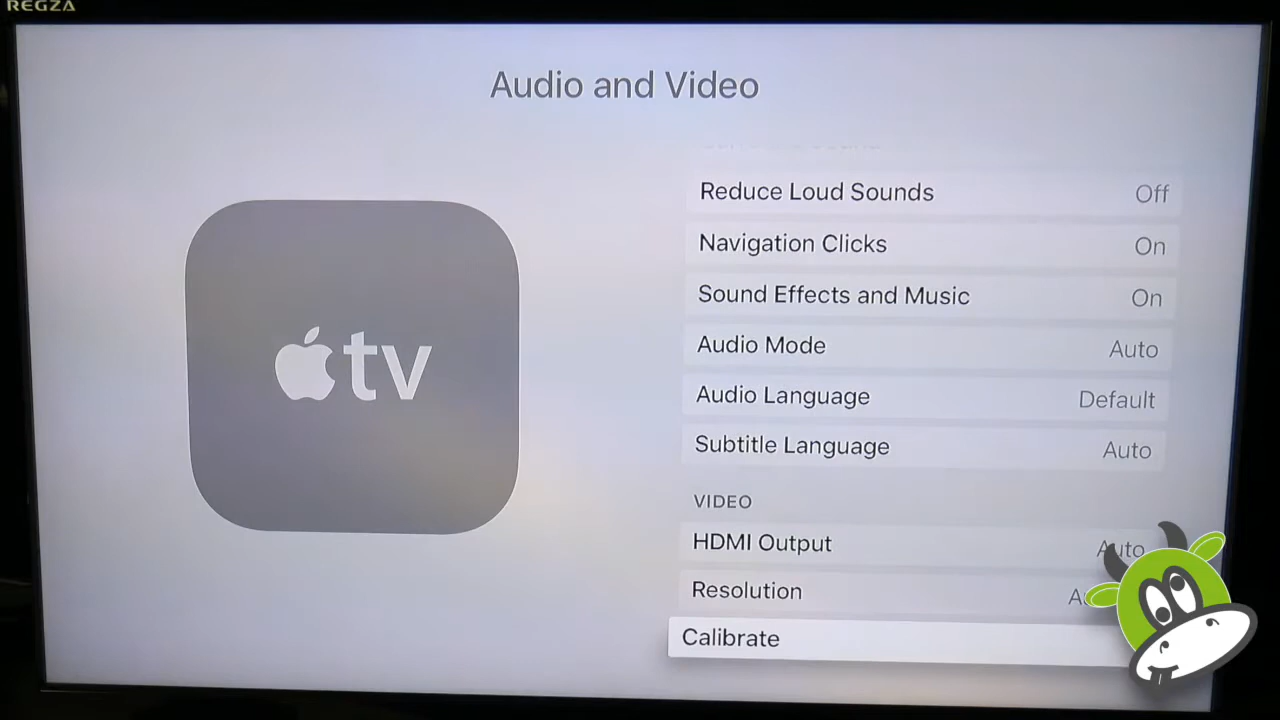 REGZA
Audio and Video
Reduce Loud Sounds Off
Navigation Clicks On
Sound Effects and Music On
Audio Mode Auto
Audio Language Default
Subtitle Language Auto
tv
VIDEO
HDMI Output Auto
Resolution
Calibrate